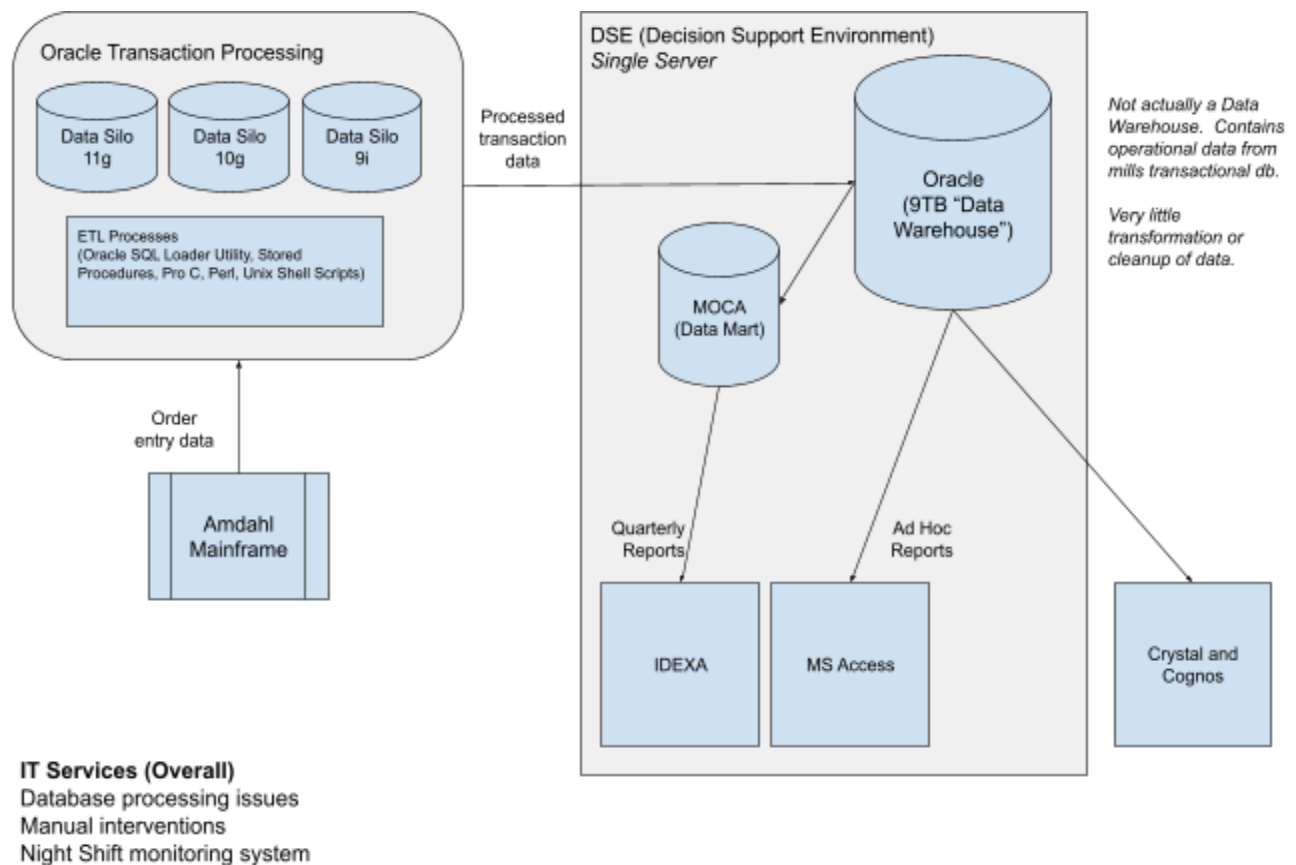 Oracle Transaction Processing
Data Silo
11g
Data Silo
10g
Data Silo
9i
ETL Processes
(Oracle SQL Loader Utility, Stored
Procedures, Pro C, Perl, Unix Shell Scripts)
Order
entry data
Amdahl
Mainframe
Processed
transaction
data
DSE (Decision Support Environment)
Single Server
Oracle
(9TB “Data
Warehouse”)
MOCA
(Data Mart)
Quarterly
Reports
Ad Hoc
Reports
IDEXA
MS Access
Crystal and
Cognos
Not actually a Data
Warehouse. Contains
operational data from
mills transactional db.
Very little
transformation or
cleanup of data.
IT Services (Overall)
Database processing issues
Manual interventions
Night Shift monitoring system